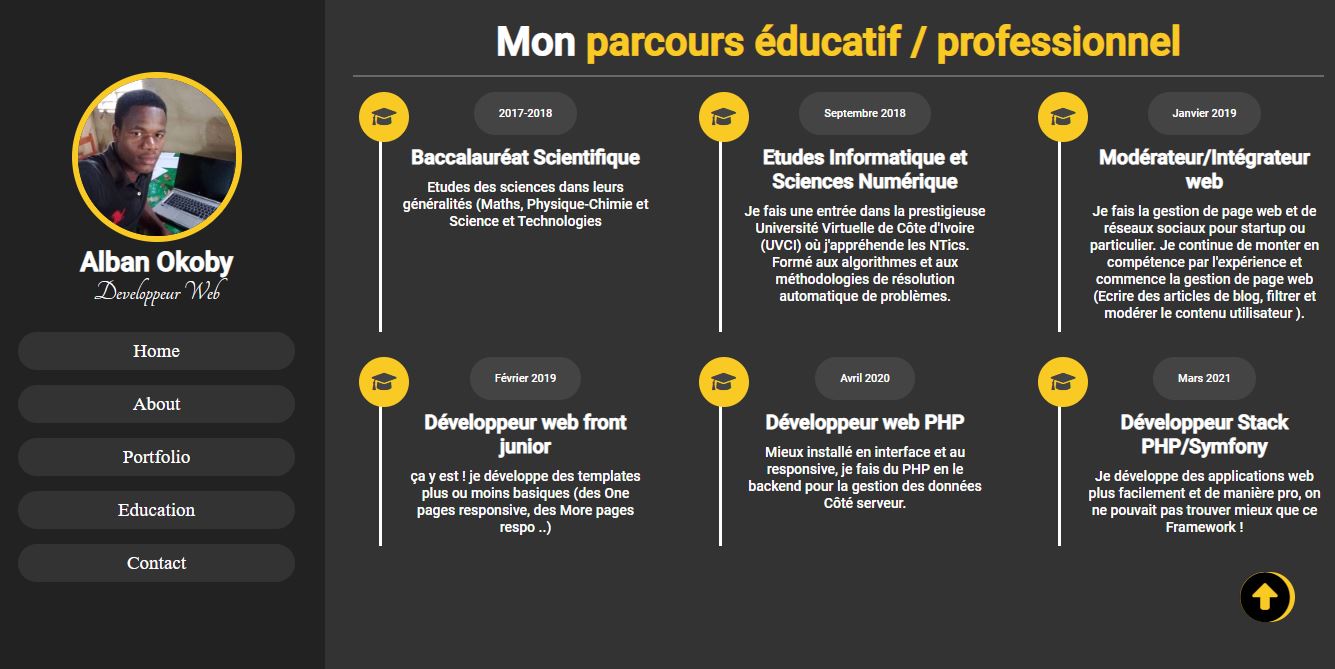 Alban Okoby
Developpeur Web
Home
About
Portfolio
Education
Contact
Mon parcours éducatif / professionnel
2017-2018
Baccalauréat Scientifique
Etudes des sciences dans leurs
généralités (Maths, Physique-Chimie et
Science et Technologies
Septembre 2018
Etudes Informatique et
Sciences Numérique
Je fais une entrée dans la prestigieuse
Université Virtuelle de Côte d'Ivoire
(UVCI) où j'appréhende les NTics.
Formé aux algorithmes et aux
méthodologies de résolution
automatique de problèmes.
Janvier 2019
Modérateur/Intégrateur
web
Je fais la gestion de page web et de
réseaux sociaux pour startup ou
particulier. Je continue de monter en
compétence par l'expérience et
commence la gestion de page web
(Ecrire des articles de blog, filtrer et
modérer le contenu utilisateur ).
Février 2019
Développeur web front
junior
ça y est ! je développe des templates
plus ou moins basiques (des One
pages responsive, des More pages
respo ..)
Avril 2020
Développeur web PHP
Mieux installé en interface et au
responsive, je fais du PHP en le
backend pour la gestion des données
Côté serveur.
Mars 2021
Développeur Stack
PHP/Symfony
Je développe des applications web
plus facilement et de manière pro, on
ne pouvait pas trouver mieux que ce
Framework !